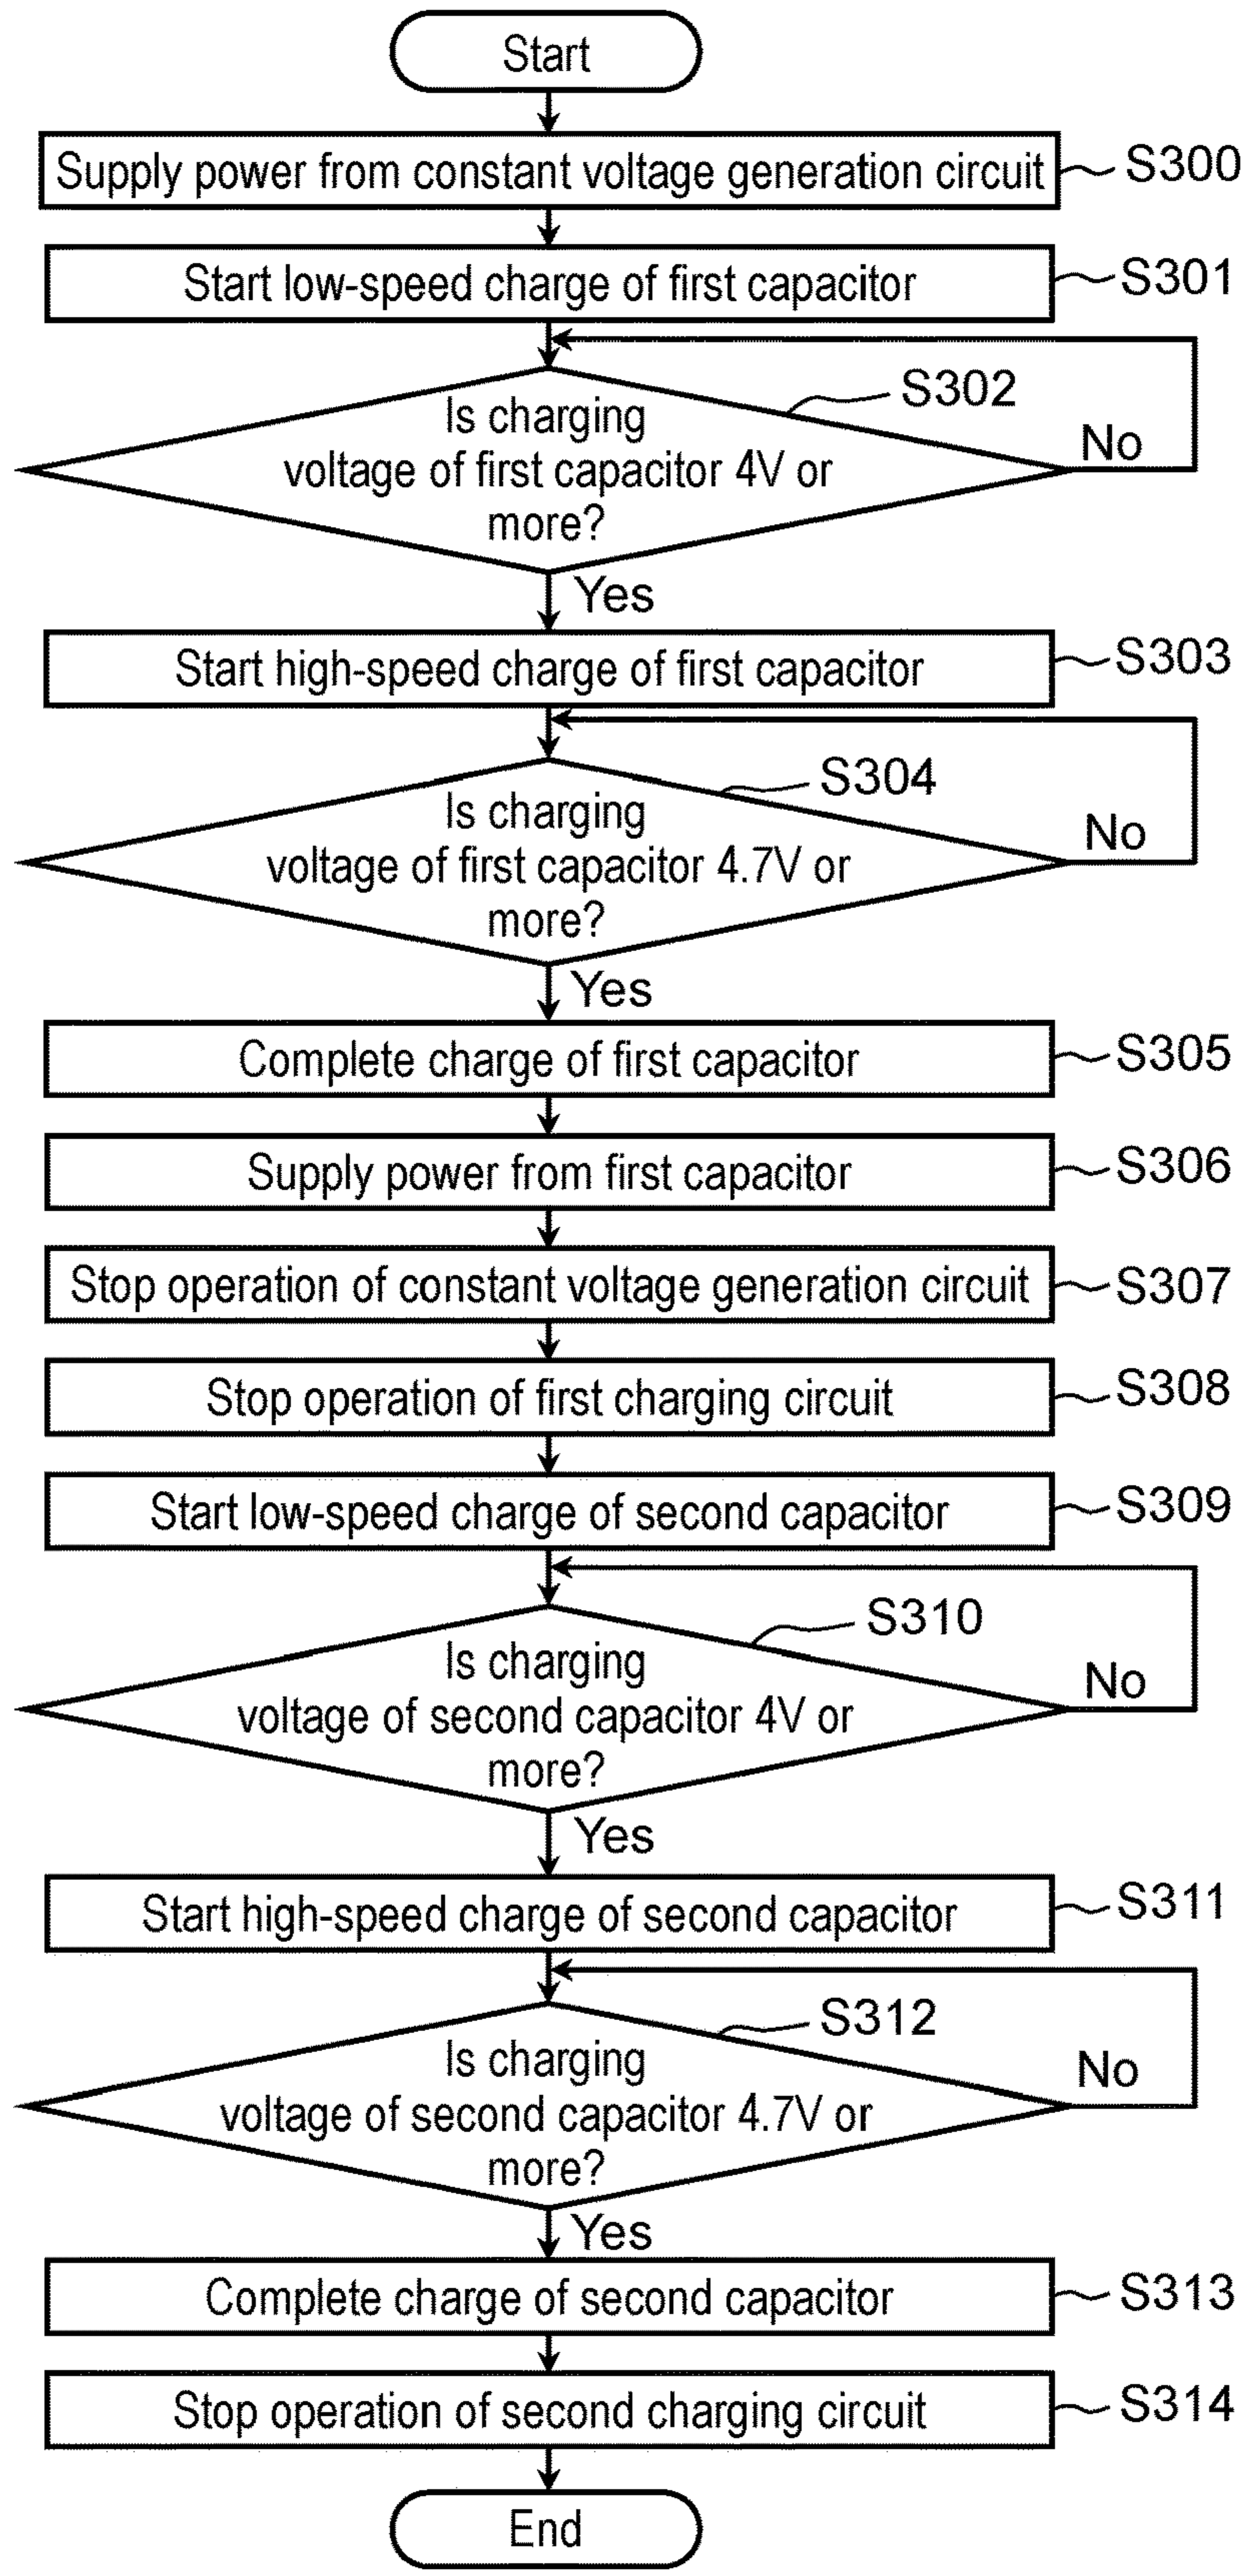 Start
Supply power from constant voltage generation circuit
S300
Start low-speed charge of first capacitor
S301
S302
Is charging
voltage of first capacitor 4V or
more?
No
Yes
Start high-speed charge of first capacitor
S303
S304
Is charging
voltage of first capacitor 4.7V or
more?
No
Yes
Complete charge of first capacitor
S305
Supply power from first capacitor
S306
Stop operation of constant voltage generation circuit
S307
Stop operation of first charging circuit
S308
Start low-speed charge of second capacitor
S309
S310
Is charging
voltage of second capacitor 4V or
more?
No
Yes
Start high-speed charge of second capacitor
S311
S312
Is charging
voltage of second capacitor 4.7V or
more?
No
Yes
Complete charge of second capacitor
S313
Stop operation of second charging circuit
S314
End